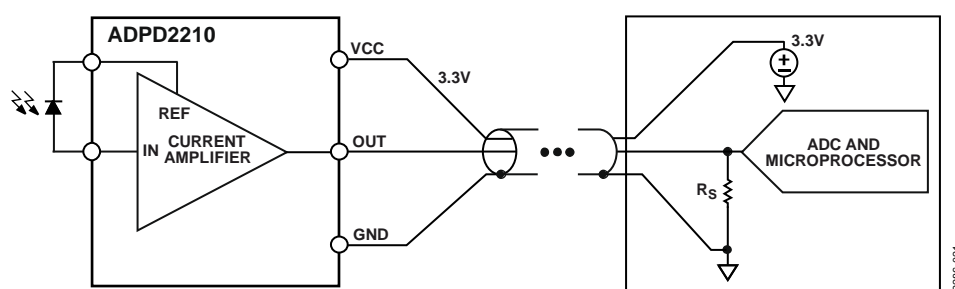 ADPD2210
VCC
3.3V
3.3V
REF
IN
CURRENT
AMPLIFIER
OUT
ADC AND
MICROPROCESSOR
RS
GND